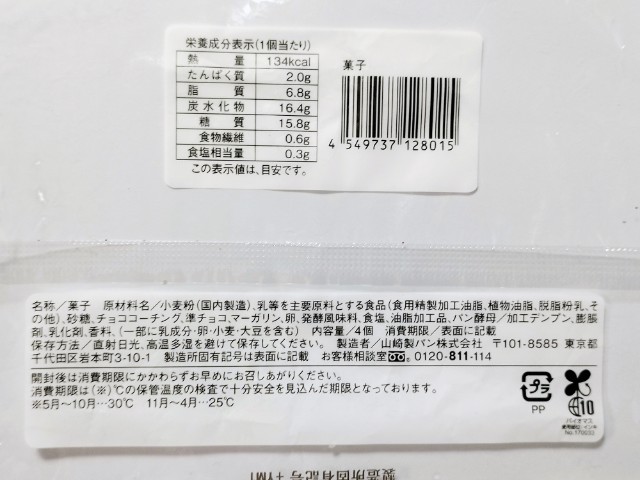 栄養成分表示(1個当たり)
熱量 134kcal
たんぱく質 2.0g
脂質 6.8g
炭水化物 16.4g
糖質 15.8g
食物繊維 0.6g
食塩相当量 0.3g
この表示値は、目安です。
菓子
4 549737 128015
名称/菓子 原材料名/小麦粉(国内製造)、乳等を主要原料とする食品(食用精製加工油脂、植物油脂、脱脂粉乳、その他)、砂糖、チョココーチング、準チョコ、マーガリン、卵、発酵風味料、食塩、油脂加工品、パン酵母/加工デンプン、膨脹剤、乳化剤、香料、(一部に乳成分・卵・小麦・大豆を含む) 内容量/4個 消費期限/表面に記載
保存方法/直射日光、高温多湿を避けて保存してください。 製造者/山崎製パン株式会社 〒101-8585 東京都
千代田区岩本町3-10-1 製造所固有記号は表面に記載 お客様相談室 0120-811-114
開封後は消費期限にかかわらずお早めにお召しあがりください。
消費期限は(※)℃の保管温度の検査で十分安全を見込んだ期限となっております。
※5月～10月…30℃ 11月～4月…25℃
プラ
PP
10
バイオマス
No.170030
製造所固有記号 +YM1